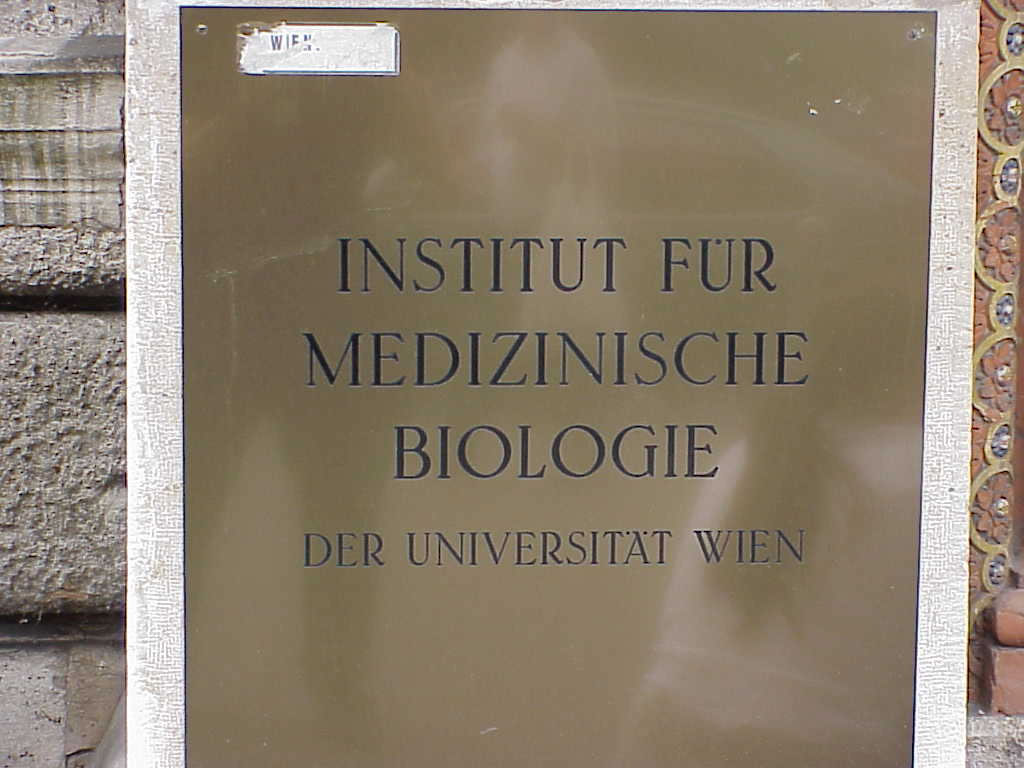 WIEN.
INSTITUT FÜR
MEDIZINISCHE
BIOLOGIE
DER UNIVERSITÄT WIEN